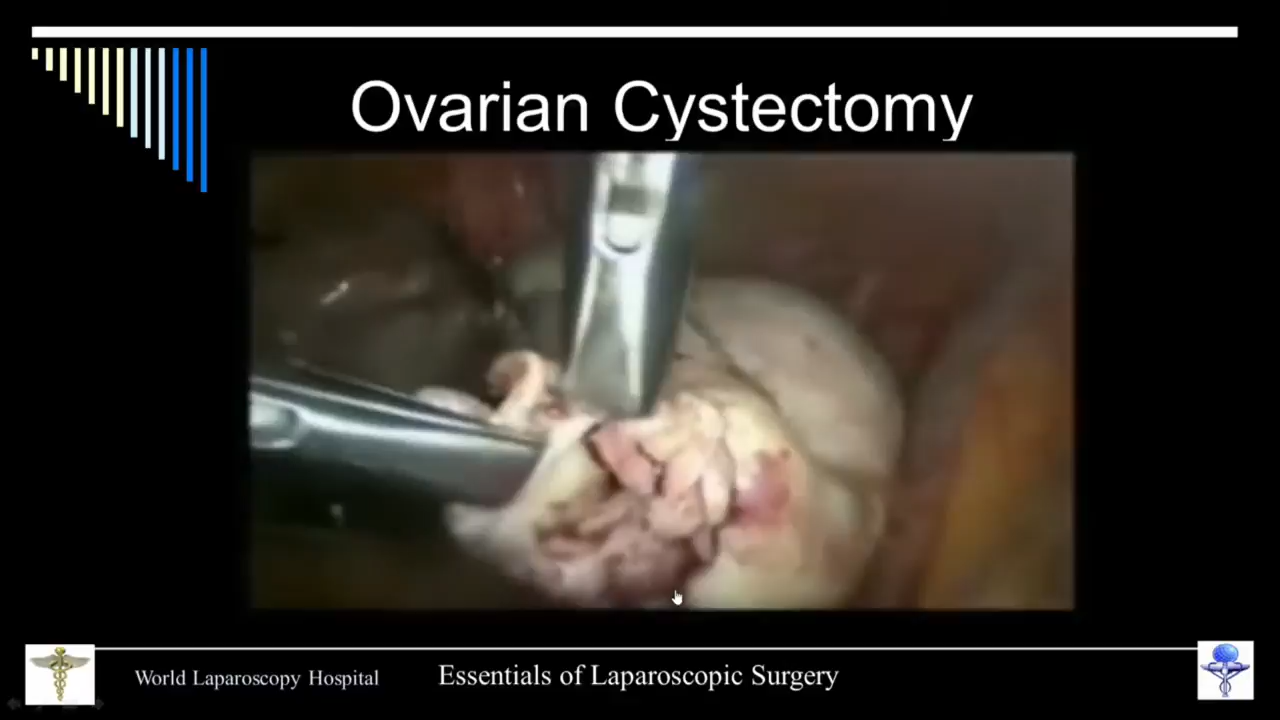 Ovarian Cystectomy
World Laparoscopy Hospital
Essentials of Laparoscopic Surgery